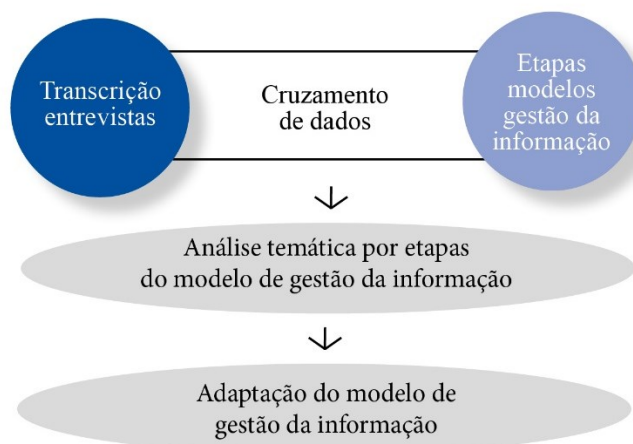 Transcrição
entrevistas
Cruzamento
de dados
Etapas
modelos
gestão da
informação
Análise temática por etapas
do modelo de gestão da informação
Adaptação do modelo de
gestão da informação